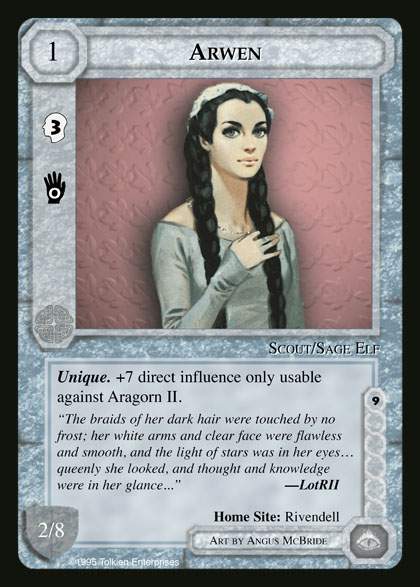 1
ARWEN
3
SCOUT/SAGE ELF
Unique. +7 direct influence only usable
against Aragorn II.
“The braids of her dark hair were touched by no
frost; her white arms and clear face were flawless
and smooth, and the light of stars was in her eyes…
queenly she looked, and thought and knowledge
were in her glance...” —LotRII
9
Home Site: Rivendell
2/8
ART BY ANGUS MCBRIDE
©1995 Tolkien Enterprises